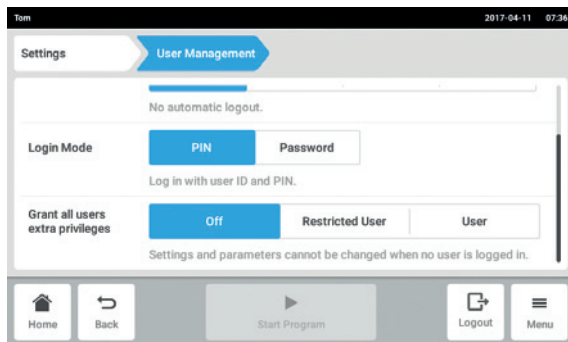 Tom 2017-04-11 07:36
Settings User Management
No automatic logout.
Login Mode PIN Password
Log in with user ID and PIN.
Grant all users
extra privileges
Off Restricted User User
Settings and parameters cannot be changed when no user is logged in.
Home Back Start Program Logout Menu